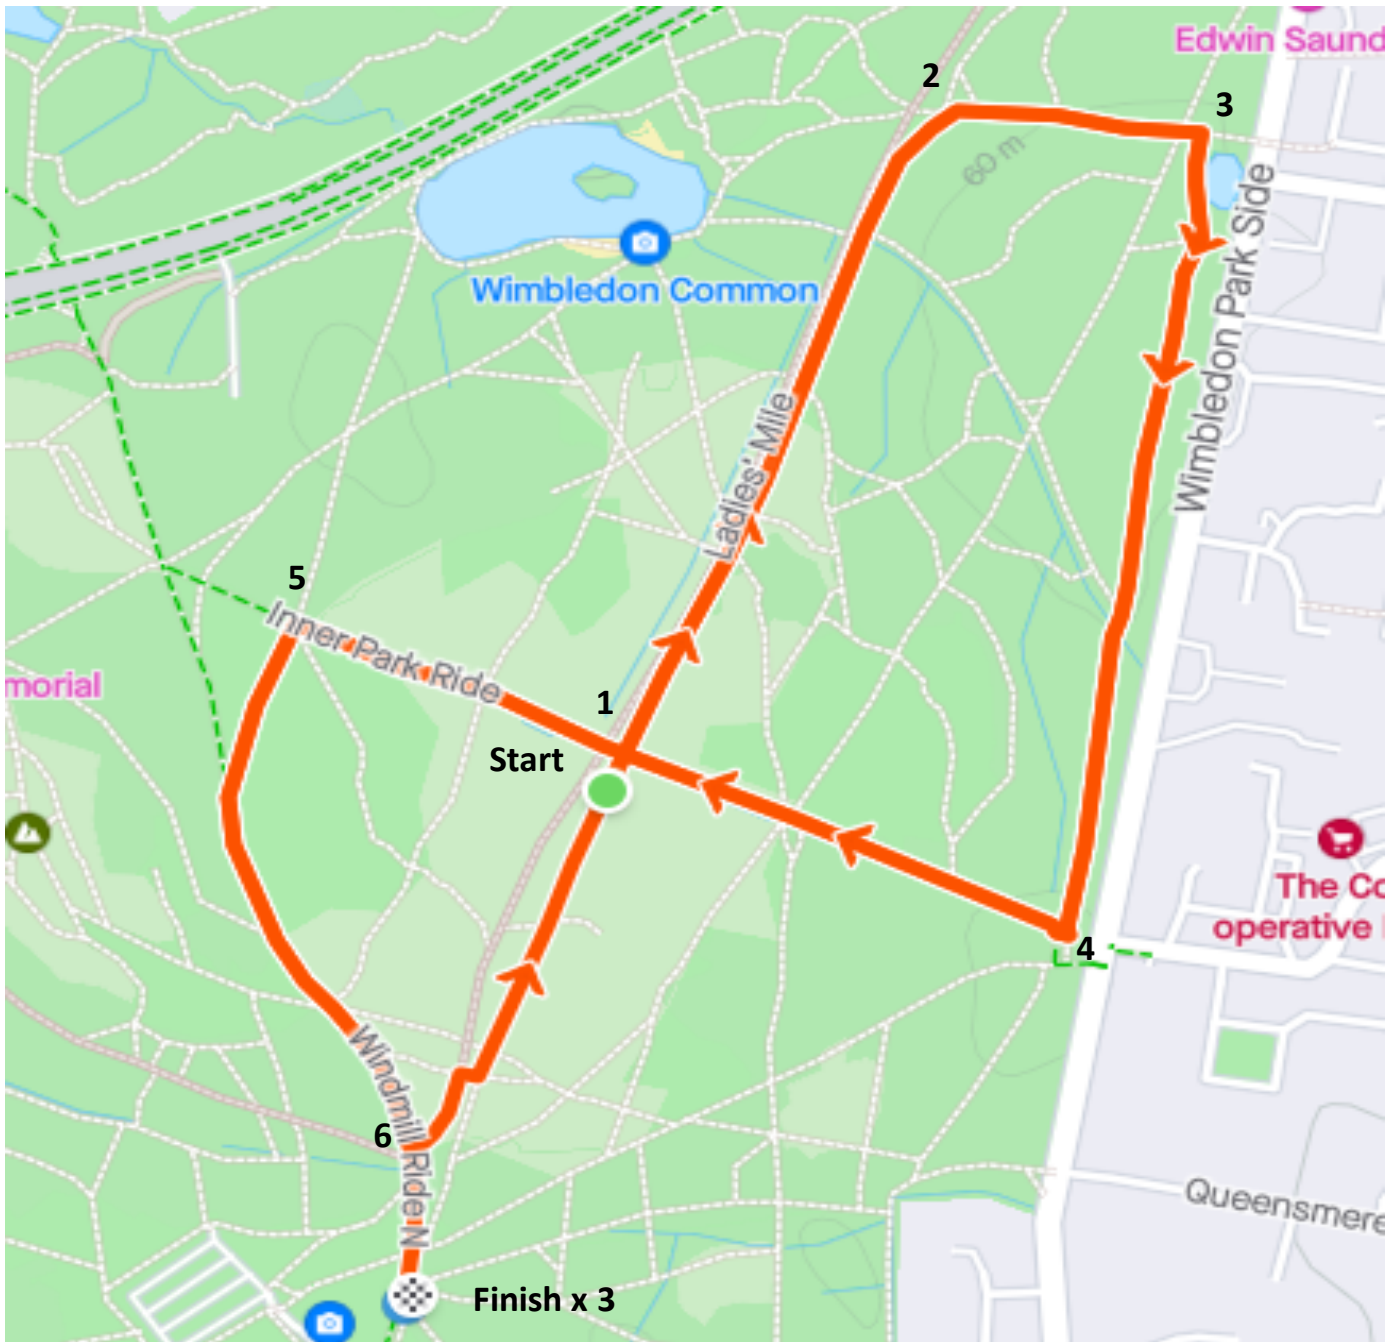 Edwin Saund
2
3
60 m
Wimbledon Park Side
Wimbledon Common
Ladies' Mile
5
Inner Park Ride
morial
1
Start
The Co
operative
4
Windmill Ride N
6
Queensmere
Finish x 3